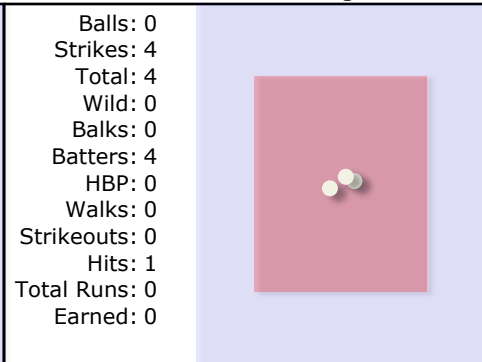 Balls: 0
Strikes: 4
Total: 4
Wild: 0
Balks: 0
Batters: 4
HBP: 0
Walks: 0
Strikeouts: 0
Hits: 1
Total Runs: 0
Earned: 0